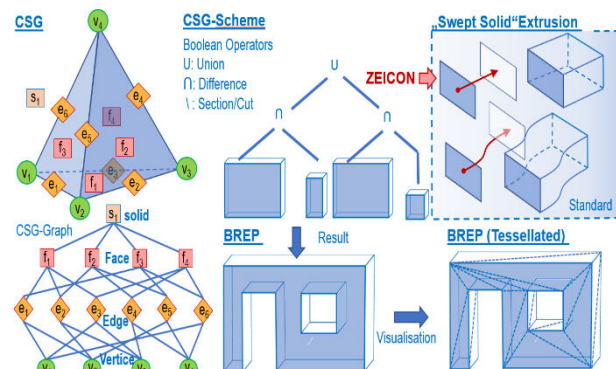 CSG
v4
s1
e6
e4
f4
e5
f3
f2
v1
e3
v3
f1
e1
e2
v2
s1 solid
CSG-Graph
f1
f2
Face
f3
f4
e1
e2
e3
e4
e5
e6
Edge
Vertice
CSG-Scheme
Boolean Operators
U: Union
∩: Difference
\ : Section/Cut
U
∩
∩
BREP
Result
Visualisation
„Swept Solid“Extrusion
ZEICON
Standard
BREP (Tessellated)